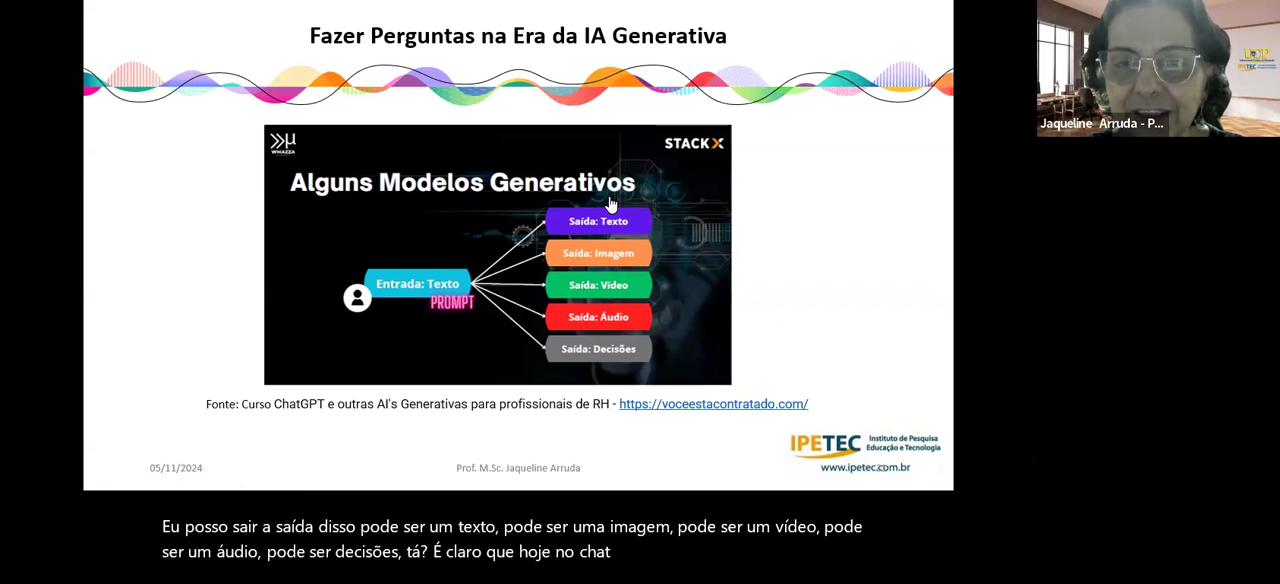 Fazer Perguntas na Era da IA Generativa
WHAZZA
STACKX
Alguns Modelos Generativos
Saída: Texto
Saída: Imagem
Entrada: Texto
PROMPT
Saída: Vídeo
Saída: Áudio
Saída: Decisões
Fonte: Curso ChatGPT e outras AI's Generativas para profissionais de RH - https://voceestacontratado.com/
05/11/2024
Prof. M.Sc. Jaqueline Arruda
IPETEC Instituto de Pesquisa
Educação e Tecnologia
www.ipetec.com.br
UCP
IPETEC
Jaqueline Arruda - P...
Eu posso sair a saída disso pode ser um texto, pode ser uma imagem, pode ser um vídeo, pode
ser um áudio, pode ser decisões, tá? É claro que hoje no chat